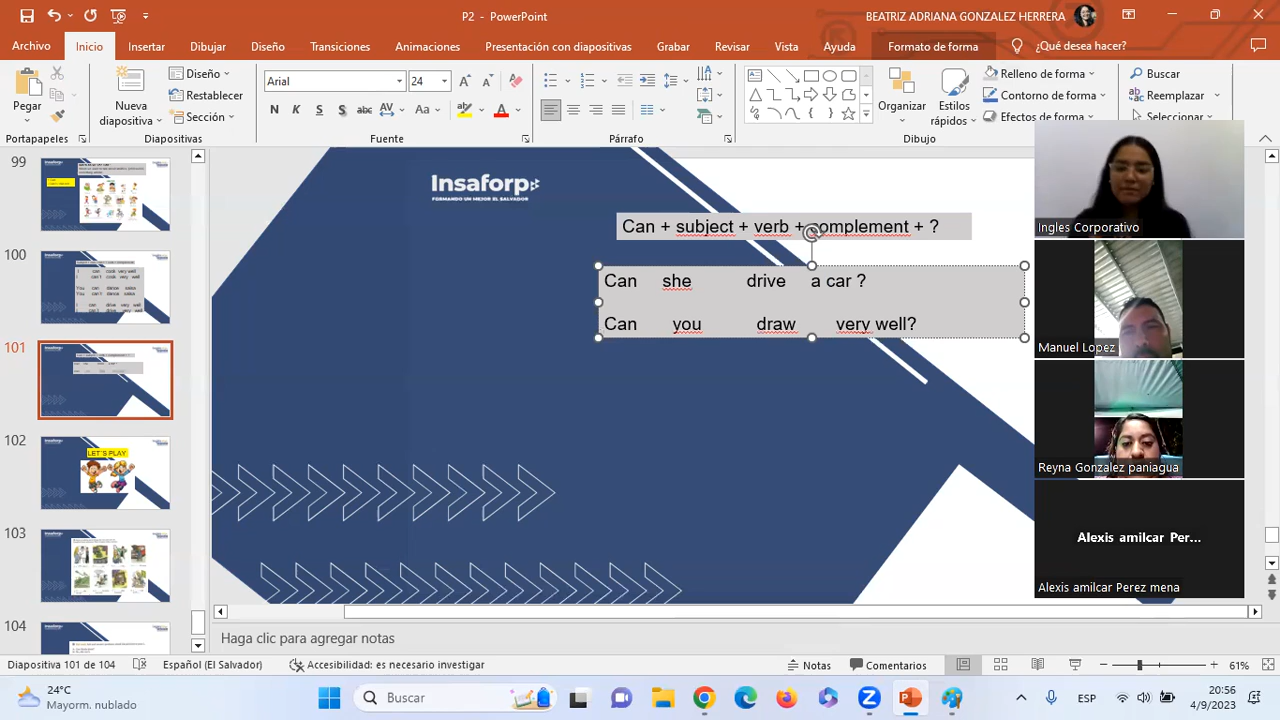 P2 - PowerPoint
BEATRIZ ADRIANA GONZALEZ HERRERA
Archivo Inicio Insertar Dibujar Diseño Transiciones Animaciones Presentación con diapositivas Grabar Revisar Vista Ayuda Formato de forma ¿Qué desea hacer?
Pegar
Nueva diapositiva
Diseño
Restablecer
Sección
Arial 24
N K S S abc AV Aa A
Organizar
Estilos rápidos
Relleno de forma
Contorno de forma
Efectos de forma
Buscar
Reemplazar
Selecciona
Portapapeles Diapositivas Fuente Párrafo Dibujo
99
100
101
102
103
104
Insaforp
FORMANDO UN MEJOR EL SALVADOR
Can + subject + verb + complement + ?
Can she drive a car ?
Can you draw vary well?
LET´S PLAY
Ingles Corporativo
Manuel Lopez
Reyna Gonzalez paniagua
Alexis amilcar Per...
Alexis amilcar Perez mena
Haga clic para agregar notas
Diapositiva 101 de 104 Español (El Salvador) Accesibilidad: es necesario investigar Notas Comentarios 61%
24°C
Mayorm. nublado
Buscar
ESP
20:56
4/9/2023